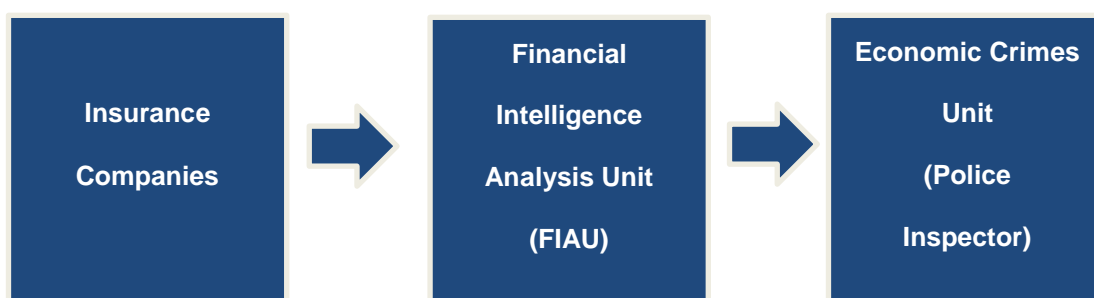 Insurance
Companies
Financial
Intelligence
Analysis Unit
(FIAU)
Economic Crimes
Unit
(Police
Inspector)